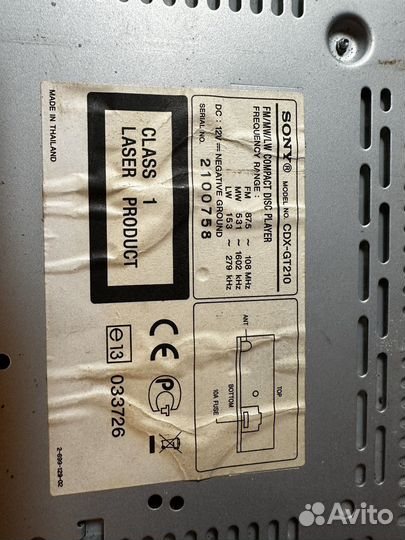 SONY® MODEL NO. CDX-GT210
FM/MW/LW COMPACT DISC PLAYER
FREQUENCY RANGE :
FM 87.5 ~ 108 MHz
MW 531 ~ 1602 kHz
LW 153 ~ 279 kHz
DC : 12V NEGATIVE GROUND
SERIAL NO. 2100758
CLASS 1
LASER PRODUCT
MADE IN THAILAND
ANT
TOP
BOTTOM
10A FUSE
CE
e13 033726
2-699-129-02
Avito